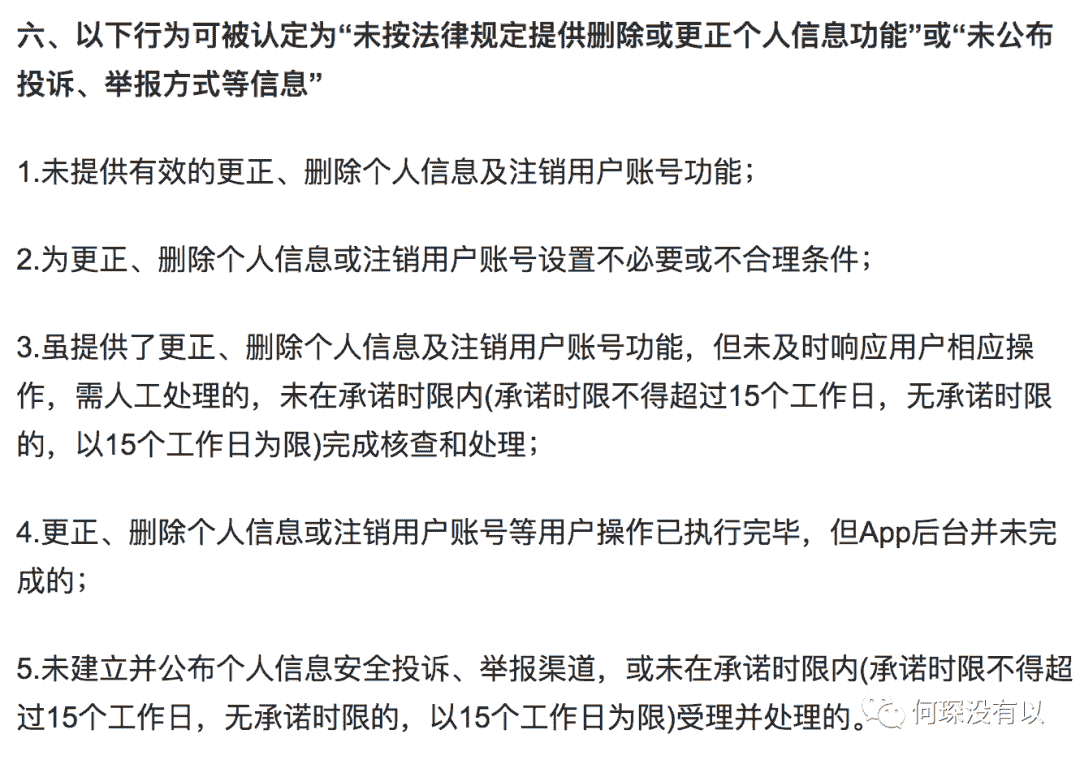 六、以下行为可被认定为“未按法律规定提供删除或更正个人信息功能”或“未公布
投诉、举报方式等信息”
1.未提供有效的更正、删除个人信息及注销用户账号功能；
2.为更正、删除个人信息或注销用户账号设置不必要或不合理条件；
3.虽提供了更正、删除个人信息及注销用户账号功能，但未及时响应用户相应操
作，需人工处理的，未在承诺时限内(承诺时限不得超过15个工作日，无承诺时限
的，以15个工作日为限)完成核查和处理；
4.更正、删除个人信息或注销用户账号等用户操作已执行完毕，但App后台并未完
成的；
5.未建立并公布个人信息安全投诉、举报渠道，或未在承诺时限内(承诺时限不得超
过15个工作日，无承诺时限的，以15个工作日为限)受理并处理的。
何琛没有以